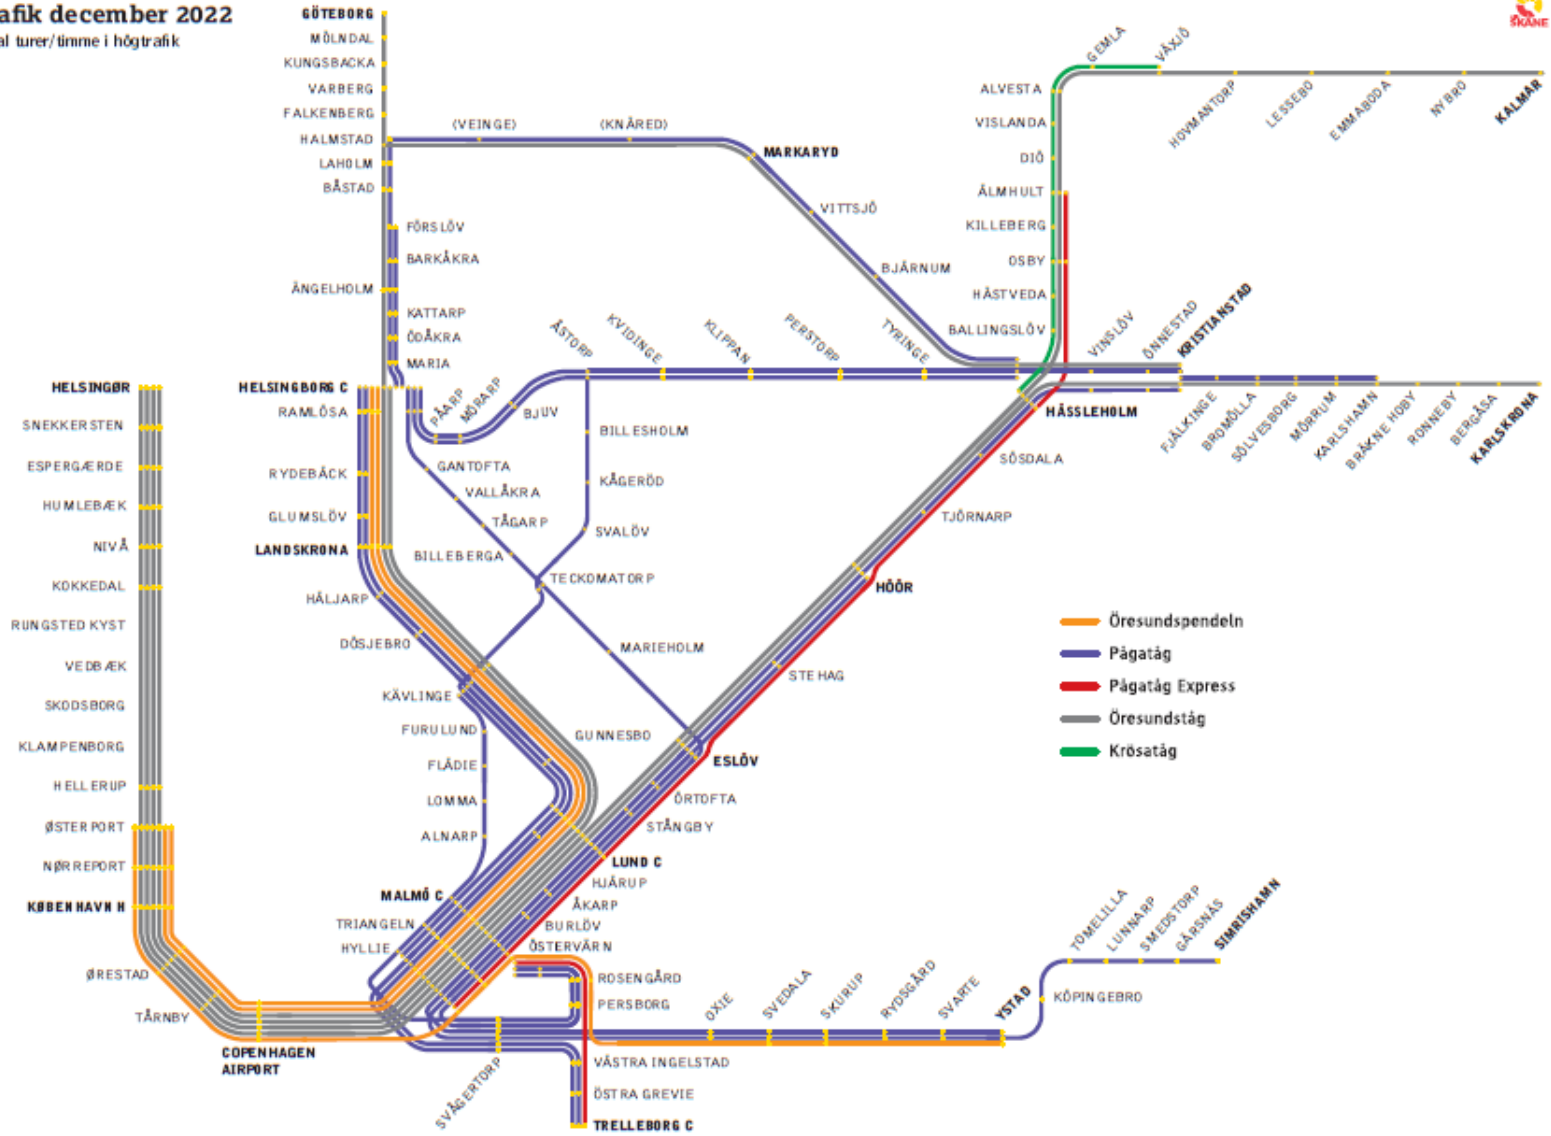 afik december 2022
al turer/timme i högtrafik
SKÅNE
GÖTEBORG
MÖLNDAL
KUNGSBACKA
VARBERG
FALKENBERG
HALMSTAD
LAHOLM
BÅSTAD
FÖRSLÖV
BARKÅKRA
ÄNGELHOLM
KATTARP
ÖDÅKRA
MARIA
(VEINGE)
(KNÄRED)
MARKARYD
VITTSJÖ
BJÄRNUM
GEMLA
VÄXJÖ
ALVESTA
VISLANDA
DIÖ
ÄLMHULT
KILLEBERG
OSBY
HÄSTVEDA
BALLINGSLÖV
HOVMANTORP
LESSEBO
EMMABODA
NYBRO
KALMAR
HELSINGØR
SNEKKERSTEN
ESPERGÆRDE
HUMLEBÆK
NIVÅ
KOKKEDAL
RUNGSTED KYST
VEDBÆK
SKODSBORG
KLAMPENBORG
HELLERUP
ØSTERPORT
NØRREPORT
KØBENHAVN H
ØRESTAD
TÅRNBY
COPENHAGEN
AIRPORT
HELSINGBORG C
RAMLÖSA
RYDEBÄCK
GLUMSLÖV
LANDSKRONA
HÄLJARP
DÖSJEBRO
KÄVLINGE
FURULUND
FLÄDIE
LOMMA
ALNARP
MALMÖ C
TRIANGELN
HYLLIE
PÅARP
MÖRARP
BJUV
ÅSTORP
KVIDINGE
KLIPPAN
PERSTORP
TYRINGE
VINSLÖV
ÖNNESTAD
KRISTIANSTAD
HÄSSLEHOLM
FJÄLKINGE
BROMÖLLA
SÖLVESBORG
MÖRRUM
KARLSHAMN
BRÄKNE HOBY
RONNEBY
BERGÅSA
KARLSKRONA
BILLESHOLM
KÅGERÖD
SVALÖV
GANTOFTA
VALLÅKRA
TÅGARP
BILLEBERGA
TECKOMATORP
MARIEHOLM
SÖSDALA
TJÖRNARP
HÖÖR
STEHAG
ESLÖV
ÖRTOFTA
STÅNGBY
GUNNESBO
LUND C
HJÄRUP
ÅKARP
BURLÖV
ÖSTERVÄRN
ROSENGÅRD
PERSBORG
SVÅGERTORP
VÄSTRA INGELSTAD
ÖSTRA GREVIE
TRELLEBORG C
OXIE
SVEDALA
SKURUP
RYDSGÅRD
SVARTE
YSTAD
KÖPINGEBRO
TOMELILLA
LUNNARP
SMEDSTORP
GÄRSNÄS
SIMRISHAMN
Öresundspendeln
Pågatåg
Pågatåg Express
Öresundståg
Krösatåg